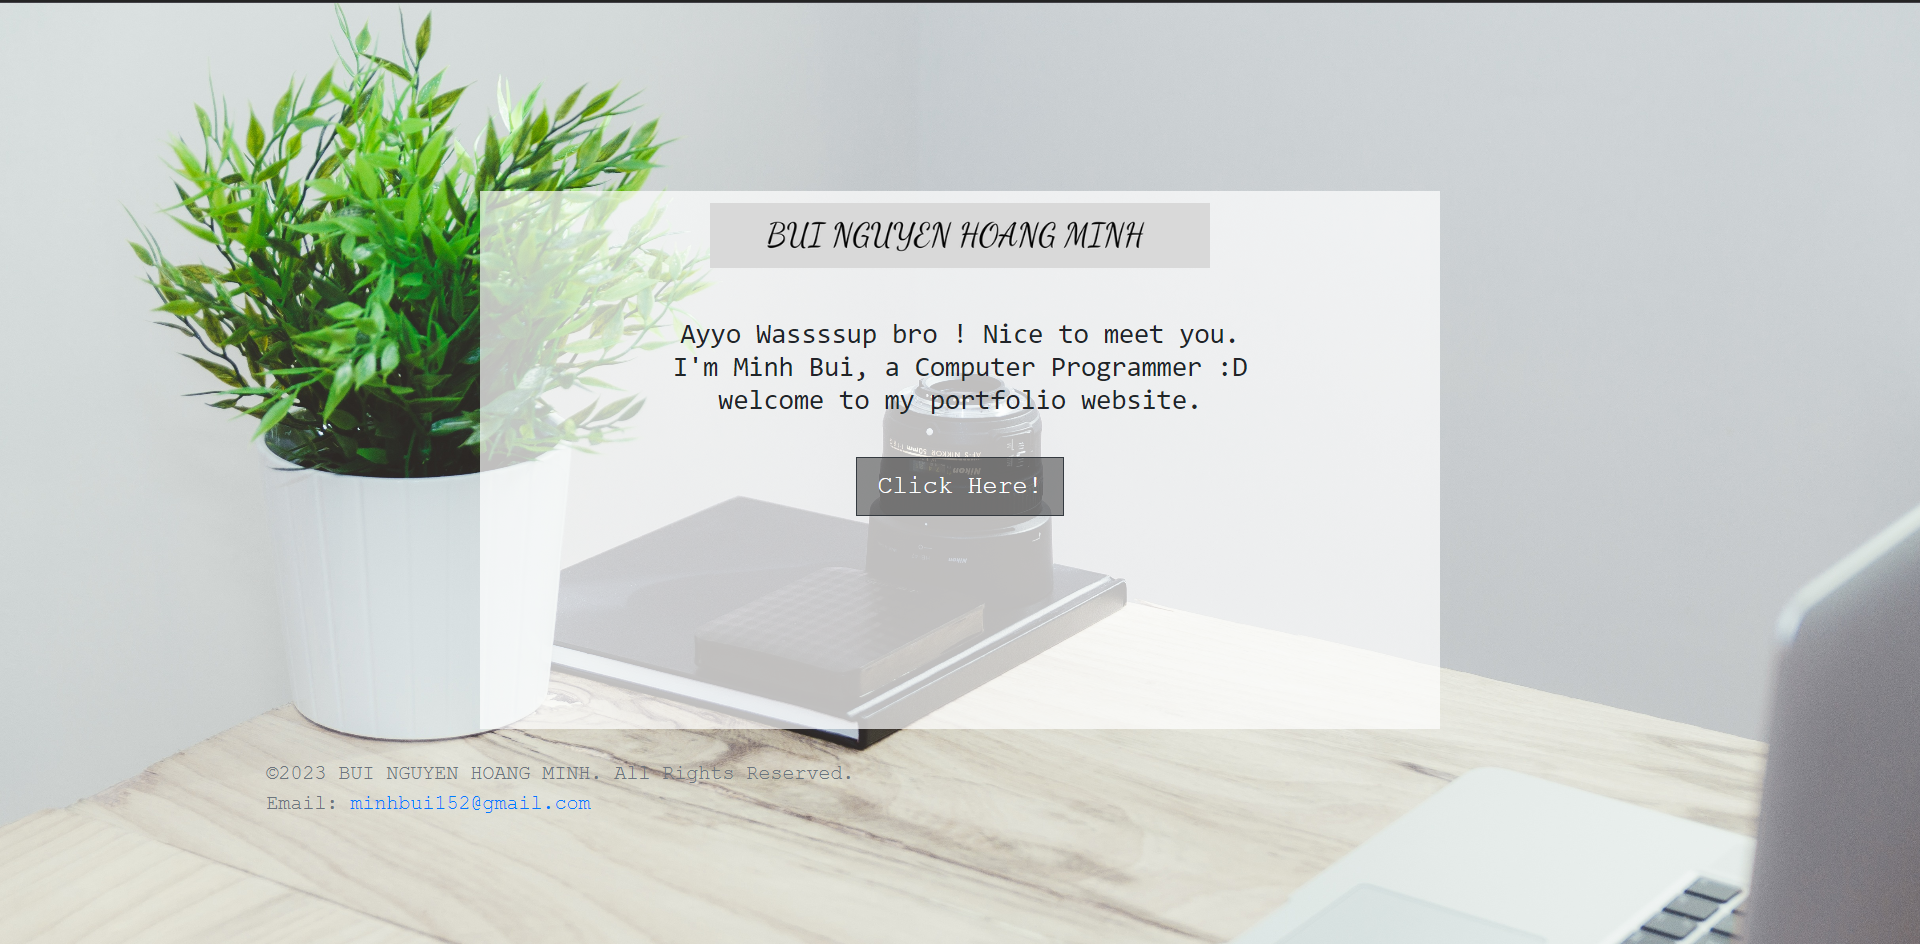 BUI NGUYEN HOANG MINH
Ayyo Wassssup bro ! Nice to meet you.
I'm Minh Bui, a Computer Programmer :D
welcome to my portfolio website.
Click Here!
©2023 BUI NGUYEN HOANG MINH. All Rights Reserved.
Email: minhbui152@gmail.com